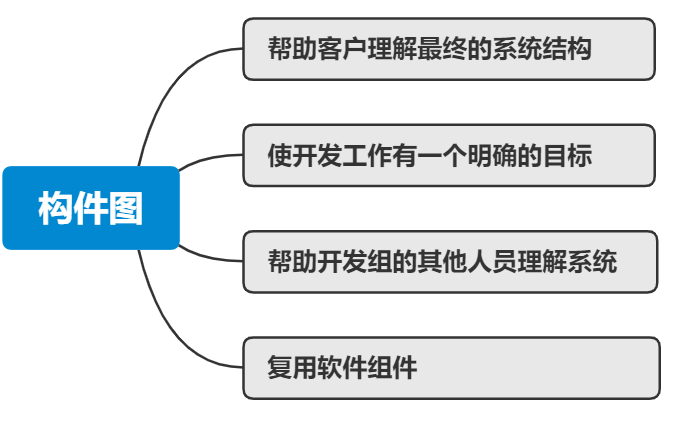 帮助客户理解最终的系统结构
使开发工作有一个明确的目标
构件图
帮助开发组的其他人员理解系统
复用软件组件